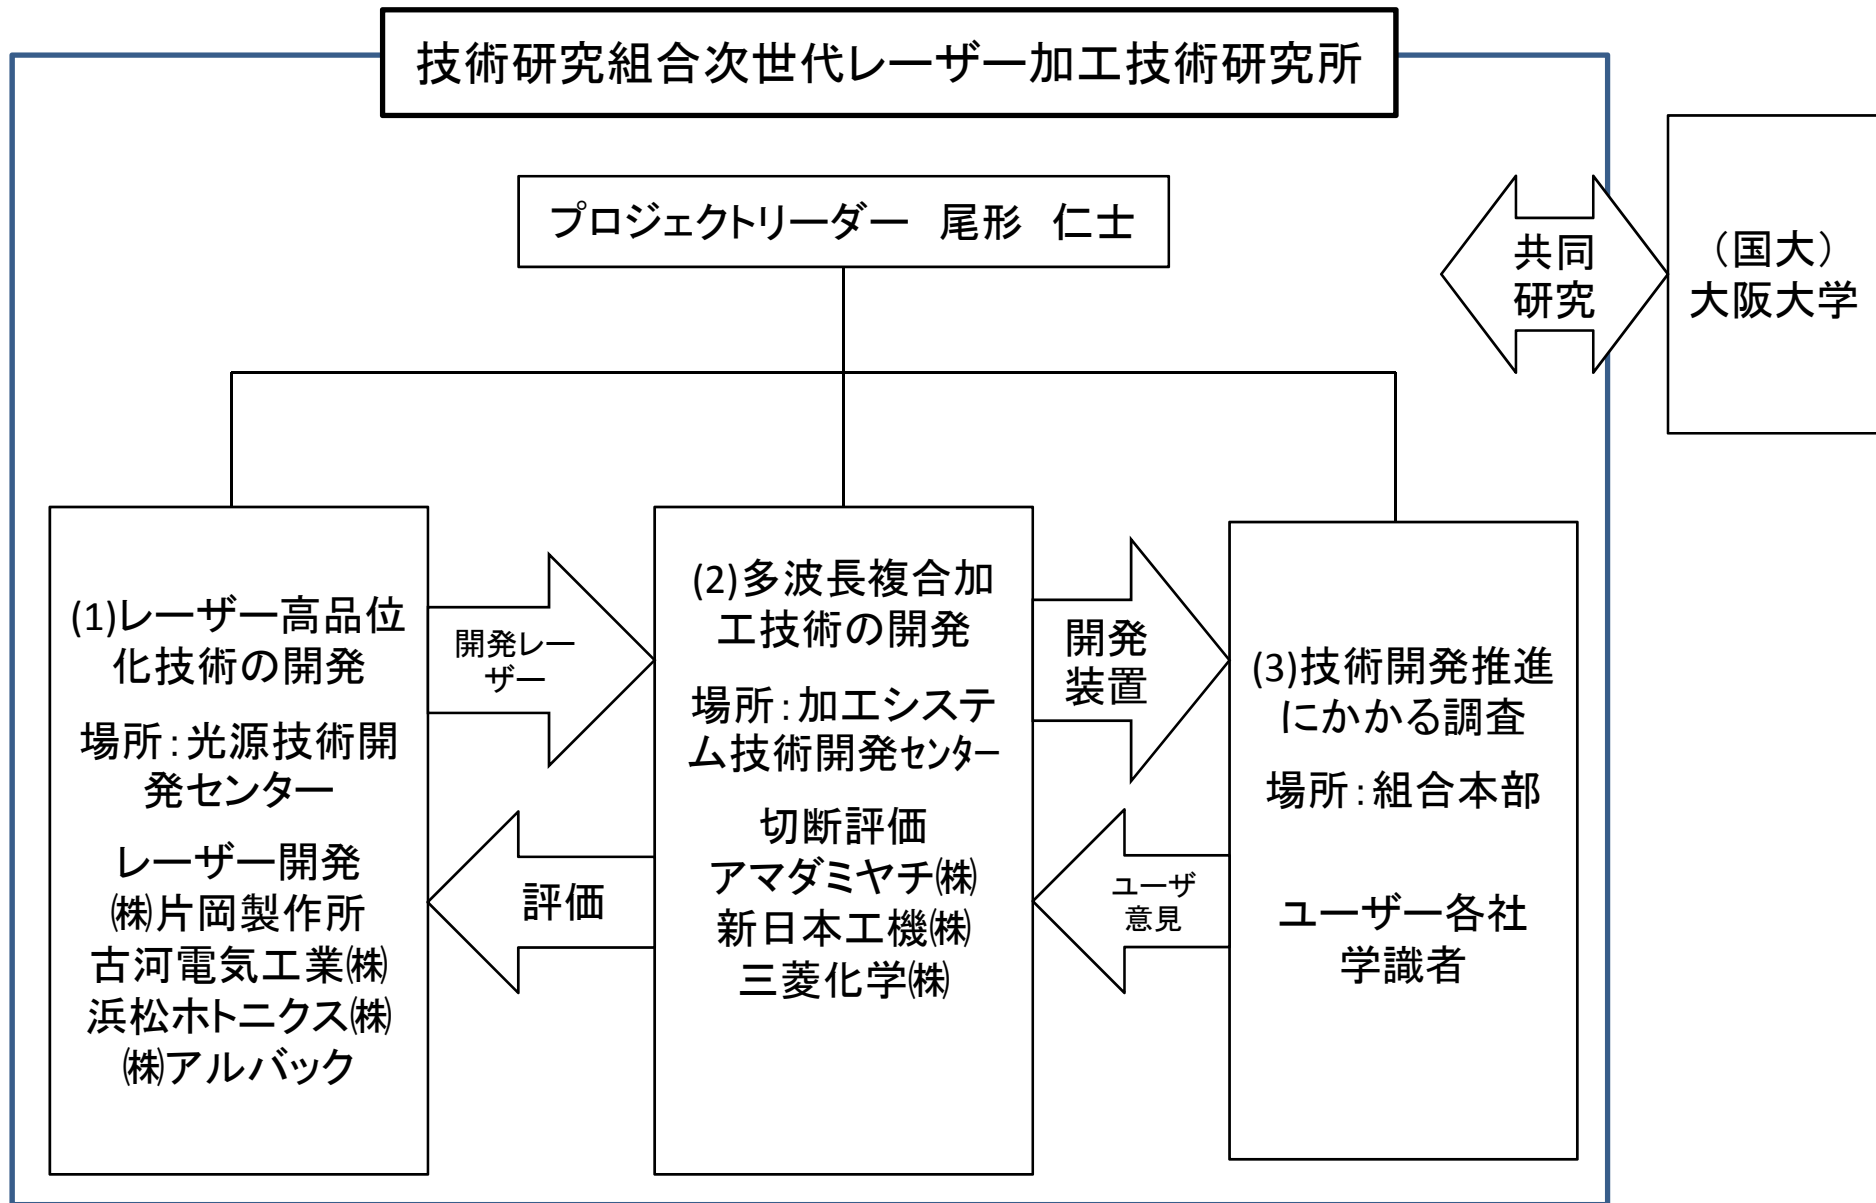 技術研究組合次世代レーザー加工技術研究所
プロジェクトリーダー　尾形　仁士
共同
研究
（国大）
大阪大学
(1)レーザー高品位
化技術の開発
場所：光源技術開
発センター
レーザー開発
㈱片岡製作所
古河電気工業㈱
浜松ホトニクス㈱
㈱アルバック
開発レー
ザー
評価
(2)多波長複合加
工技術の開発
場所：加工システ
ム技術開発センター
切断評価
アマダミヤチ㈱
新日本工機㈱
三菱化学㈱
開発
装置
ユーザ
意見
(3)技術開発推進
にかかる調査
場所：組合本部
ユーザー各社
学識者